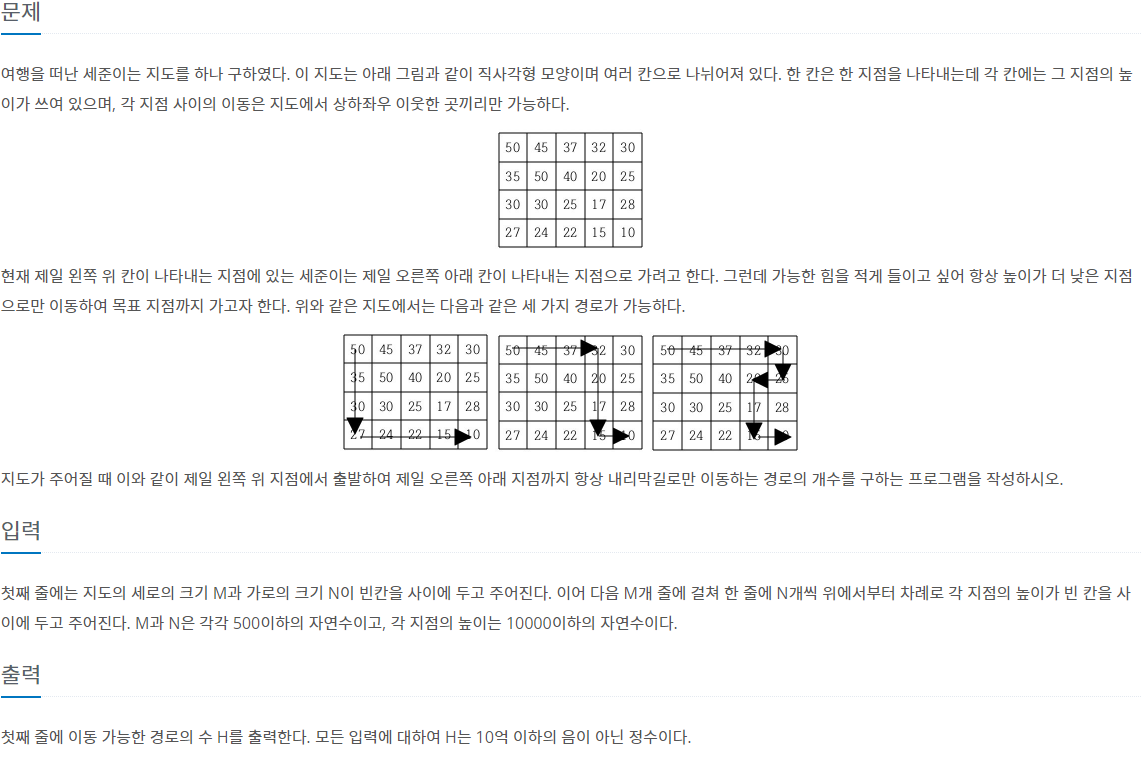 문제
여행을 떠난 세준이는 지도를 하나 구하였다. 이 지도는 아래 그림과 같이 직사각형 모양이며 여러 칸으로 나뉘어져 있다. 한 칸은 한 지점을 나타내는데 각 칸에는 그 지점의 높
이가 쓰여 있으며, 각 지점 사이의 이동은 지도에서 상하좌우 이웃한 곳끼리만 가능하다.
50 45 37 32 30
35 50 40 20 25
30 30 25 17 28
27 24 22 15 10
현재 제일 왼쪽 위 칸이 나타내는 지점에 있는 세준이는 제일 오른쪽 아래 칸이 나타내는 지점으로 가려고 한다. 그런데 가능한 힘을 적게 들이고 싶어 항상 높이가 더 낮은 지점
으로만 이동하여 목표 지점까지 가고자 한다. 위와 같은 지도에서는 다음과 같은 세 가지 경로가 가능하다.
50 45 37 32 30
35 50 40 20 25
30 30 25 17 28
27 24 22 15 10
50 45 37 32 30
35 50 40 20 25
30 30 25 17 28
27 24 22 15 10
50 45 37 32 30
35 50 40 20 25
30 30 25 17 28
27 24 22 15
지도가 주어질 때 이와 같이 제일 왼쪽 위 지점에서 출발하여 제일 오른쪽 아래 지점까지 항상 내리막길로만 이동하는 경로의 개수를 구하는 프로그램을 작성하시오.
입력
첫째 줄에는 지도의 세로의 크기 M과 가로의 크기 N이 빈칸을 사이에 두고 주어진다. 이어 다음 M개 줄에 걸쳐 한 줄에 N개씩 위에서부터 차례로 각 지점의 높이가 빈 칸을 사
이에 두고 주어진다. M과 N은 각각 500이하의 자연수이고, 각 지점의 높이는 10000이하의 자연수이다.
출력
첫째 줄에 이동 가능한 경로의 수 H를 출력한다. 모든 입력에 대하여 H는 10억 이하의 음이 아닌 정수이다.